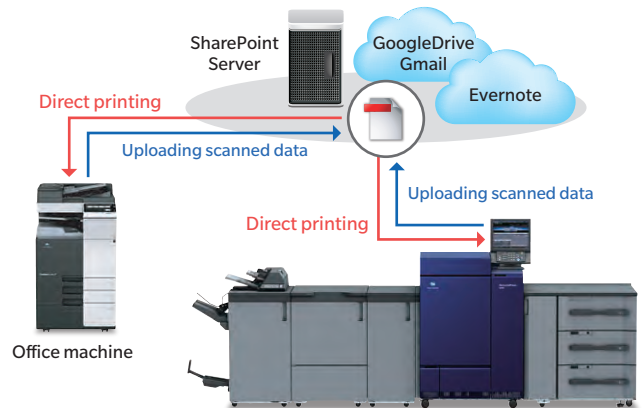 SharePoint
Server
GoogleDrive
Gmail
Evernote
Direct printing
Uploading scanned data
Uploading scanned data
Direct printing
Office machine